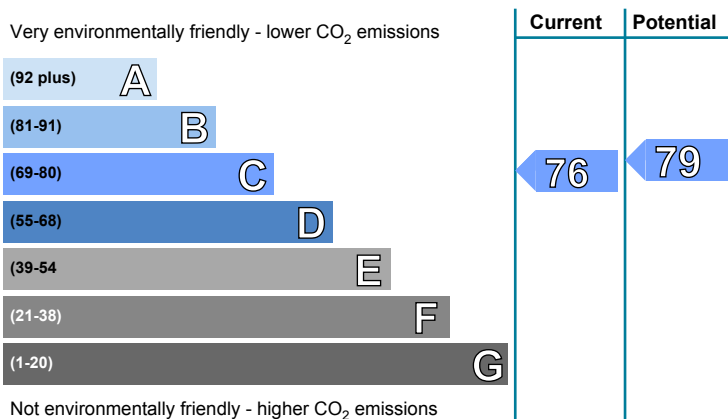 Current Potential
Very environmentally friendly - lower CO2 emissions
(92 plus) A
(81-91) B
(69-80) C
76 79
(55-68) D
(39-54 E
(21-38) F
(1-20) G
Not environmentally friendly - higher CO2 emissions